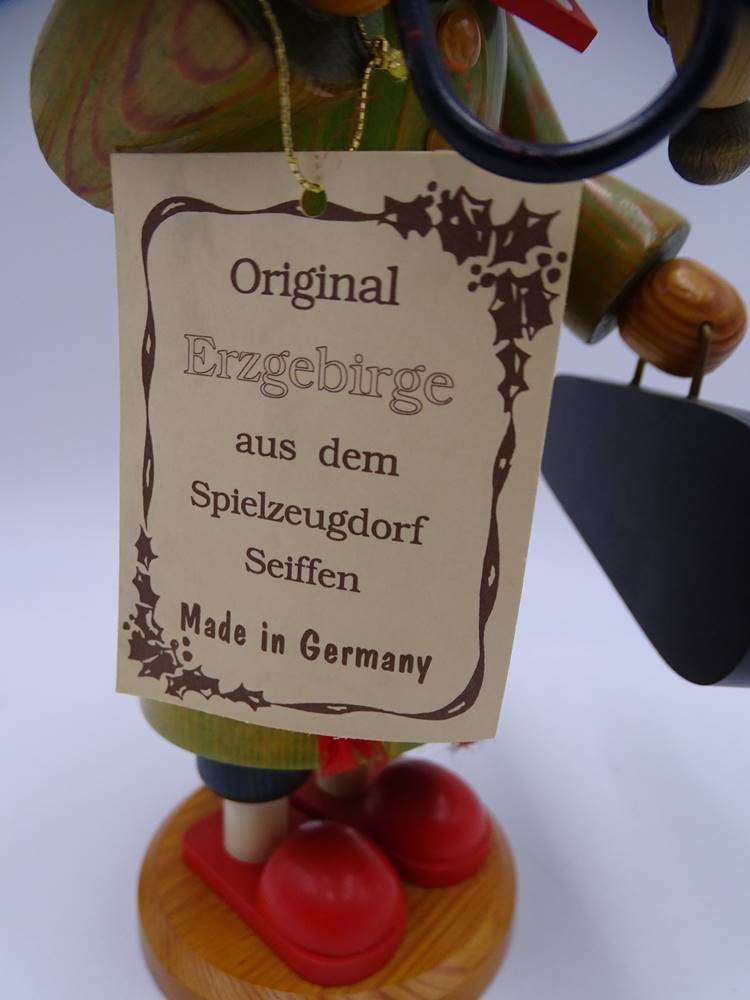 Original
Erzgebirge
aus dem
Spielzeugdorf
Seiffen
Made in Germany